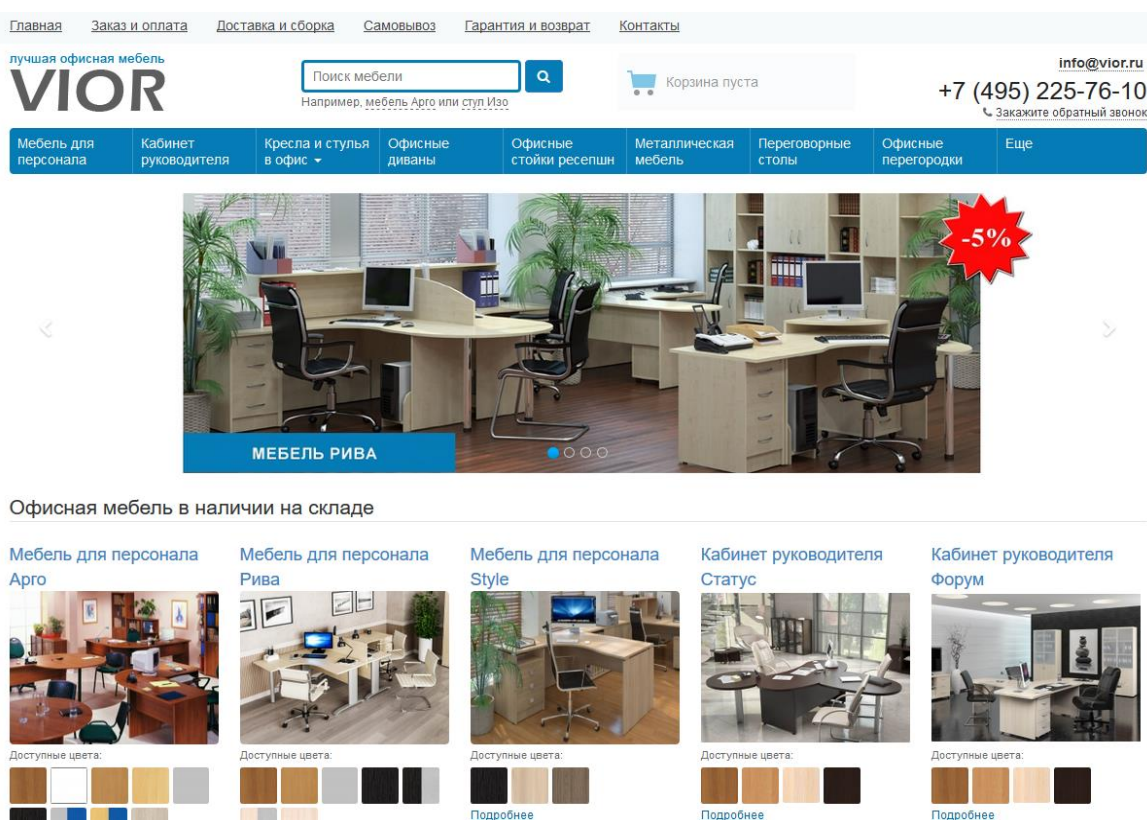 Главная Заказ и оплата Доставка и сборка Самовывоз Гарантия и возврат Контакты
лучшая офисная мебель
VIOR
Поиск мебели
Например, мебель Арго или стул Изо
Корзина пуста
info@vior.ru
+7 (495) 225-76-10
Закажите обратный звонок
Мебель для персонала
Кабинет руководителя
Кресла и стулья в офис
Офисные диваны
Офисные стойки ресепшн
Металлическая мебель
Переговорные столы
Офисные перегородки
Еще
-5%
МЕБЕЛЬ РИВА
Офисная мебель в наличии на складе
Мебель для персонала
Арго
Доступные цвета:
Мебель для персонала
Рива
Доступные цвета:
Мебель для персонала
Style
Доступные цвета:
Подробнее
Кабинет руководителя
Статус
Доступные цвета:
Подробнее
Кабинет руководителя
Форум
Доступные цвета:
Подробнее